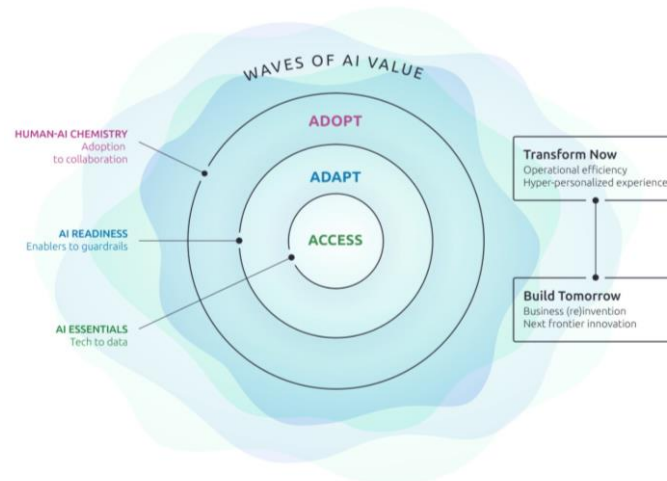 WAVES OF AI VALUE
ADOPT
ADAPT
ACCESS
HUMAN-AI CHEMISTRY
Adoption
to collaboration
AI READINESS
Enablers to guardrails
AI ESSENTIALS
Tech to data
Transform Now
Operational efficiency
Hyper-personalized experience
Build Tomorrow
Business (re)invention
Next frontier innovation